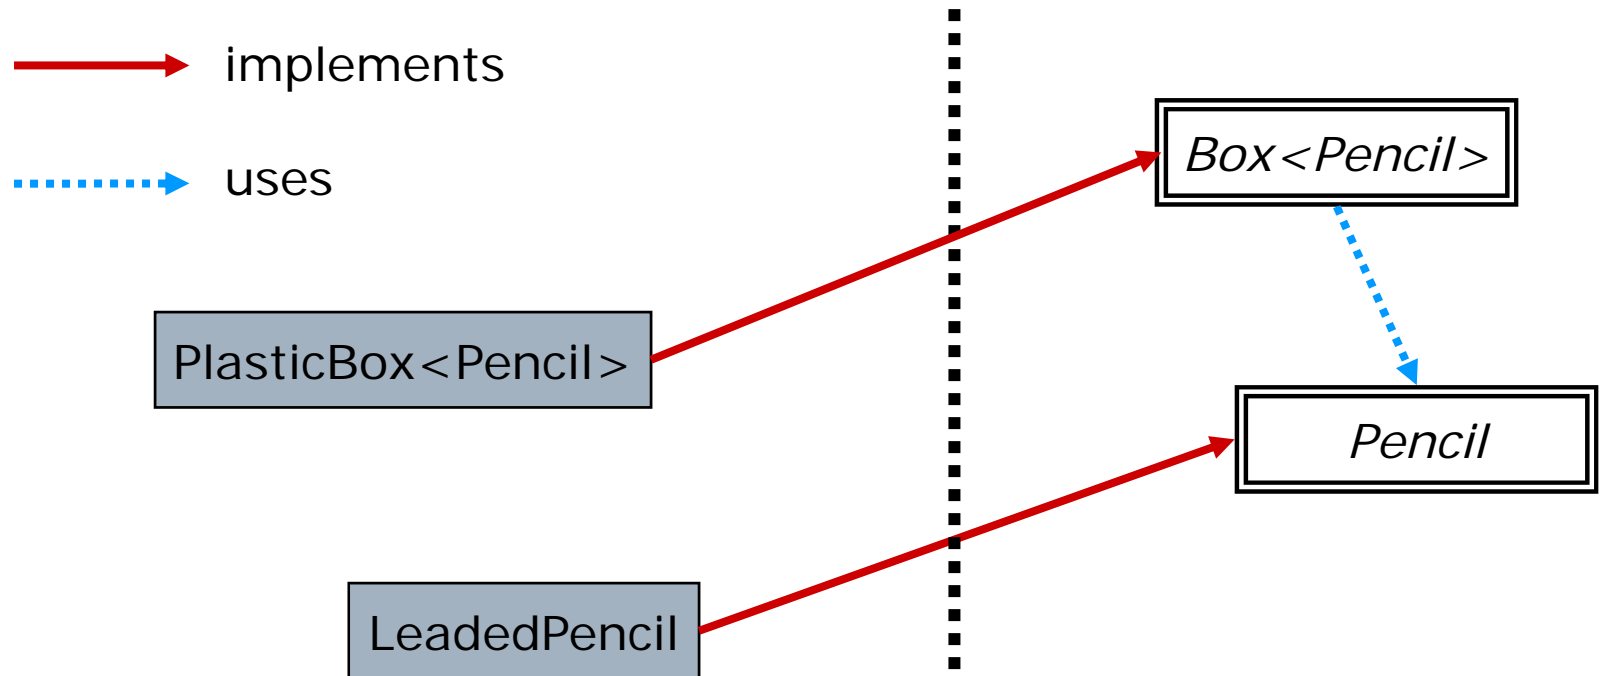 implements
uses
Box<Pencil>
PlasticBox<Pencil>
Pencil
LeadedPencil